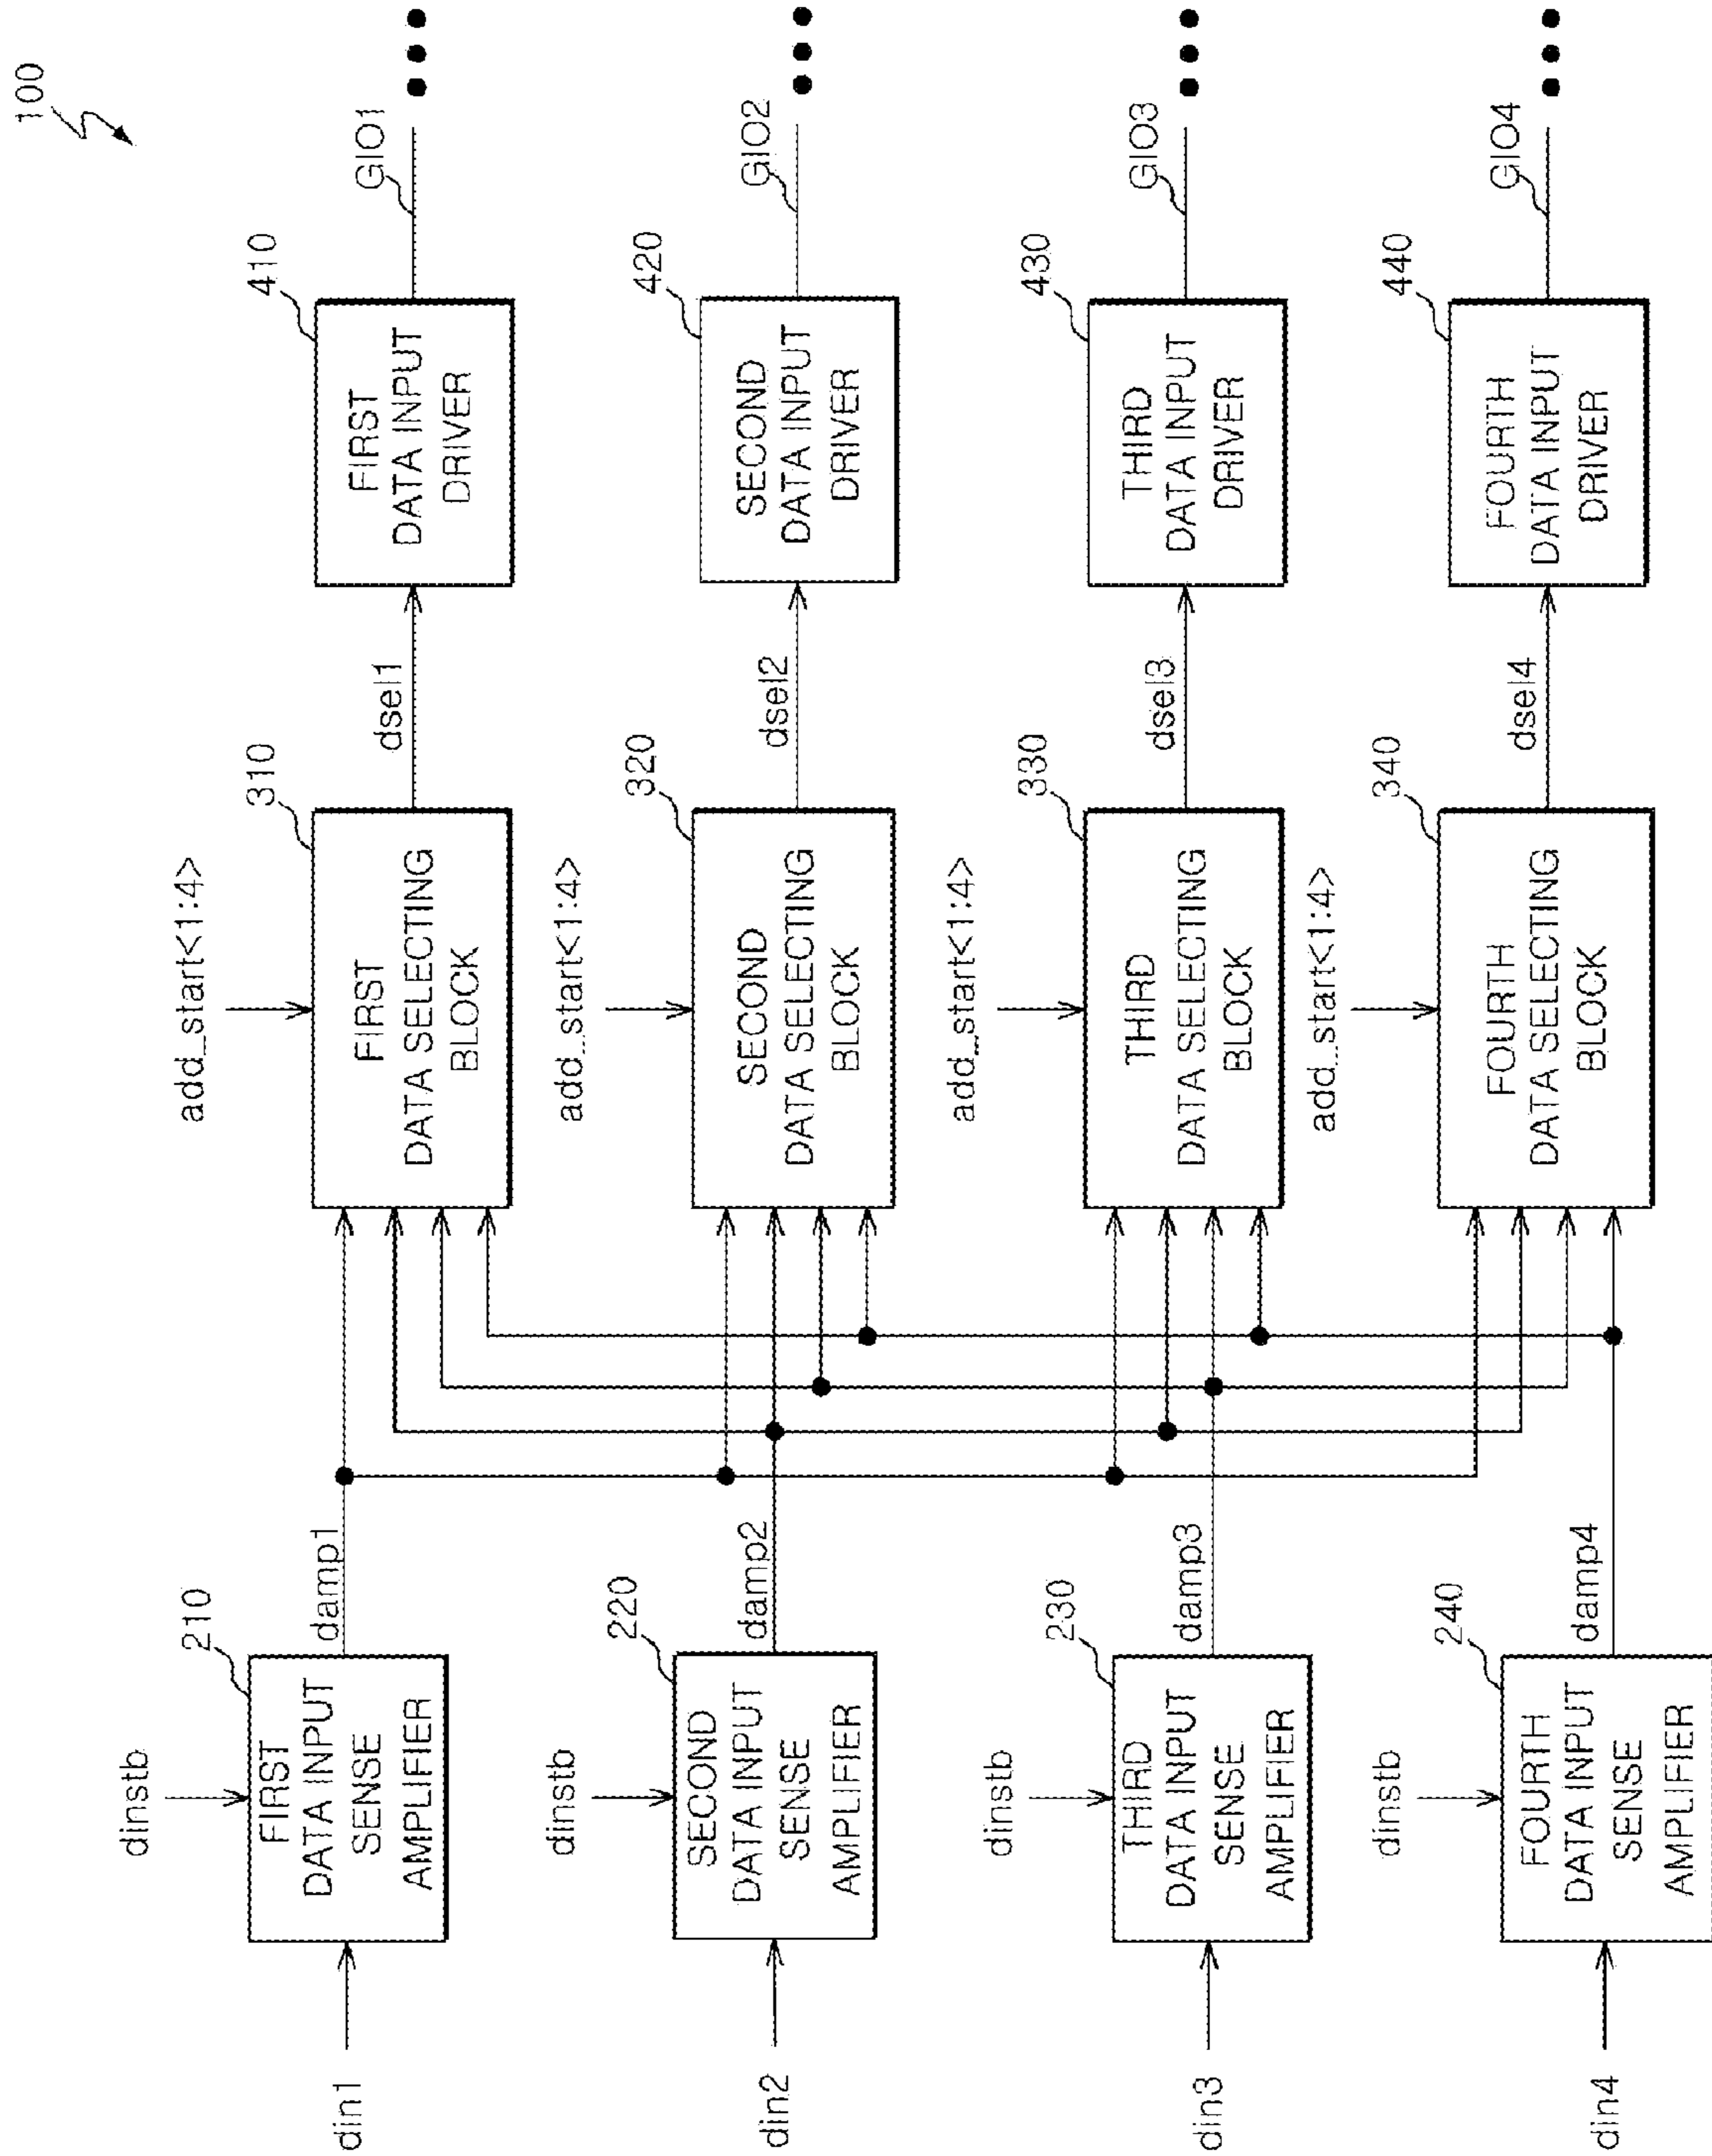 100
dinstb
add_start<1:4>
210
310
410
din1
FIRST
DATA INPUT
SENSE
AMPLIFIER
damp1
FIRST
DATA SELECTING
BLOCK
dsel1
FIRST
DATA INPUT
DRIVER
GIO1
dinstb
add_start<1:4>
220
320
420
din2
SECOND
DATA INPUT
SENSE
AMPLIFIER
damp2
SECOND
DATA SELECTING
BLOCK
dsel2
SECOND
DATA INPUT
DRIVER
GIO2
dinstb
add_start<1:4>
230
330
430
din3
THIRD
DATA INPUT
SENSE
AMPLIFIER
damp3
THIRD
DATA SELECTING
BLOCK
dsel3
THIRD
DATA INPUT
DRIVER
GIO3
dinstb
add_start<1:4>
240
340
440
din4
FOURTH
DATA INPUT
SENSE
AMPLIFIER
damp4
FOURTH
DATA SELECTING
BLOCK
dsel4
FOURTH
DATA INPUT
DRIVER
GIO4